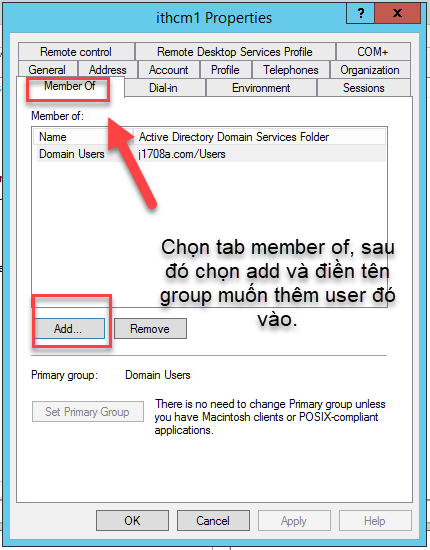 ithcm1 Properties
?
Remote control
Remote Desktop Services Profile
COM+
General
Address
Account
Profile
Telephones
Organization
Member Of
Dial-in
Environment
Sessions
Member of:
Name
Active Directory Domain Services Folder
Domain Users
j1708a.com/Users
Chọn tab member of, sau
đó chọn add và điền tên
group muốn thêm user đó
vào.
Add...
Remove
Primary group:
Domain Users
Set Primary Group
There is no need to change Primary group unless
you have Macintosh clients or POSIX-compliant
applications.
OK
Cancel
Apply
Help